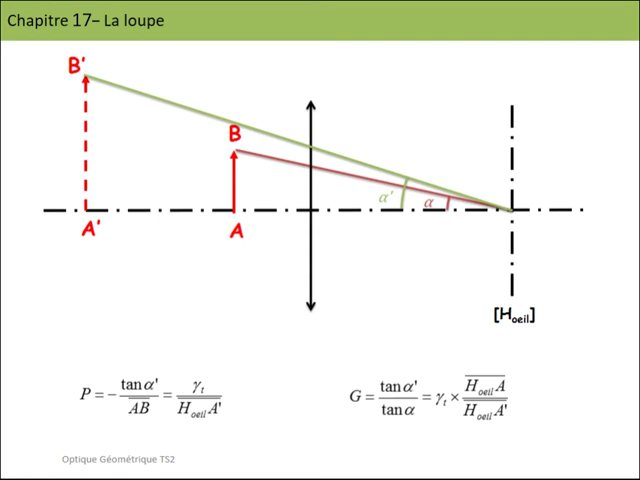 Chapitre 17– La loupe
B'
B
α'
α
A'
A
[Hoeil]
P = − tan α' / AB = γt / HoeilA'
G = tan α' / tan α = γt × HoeilA / HoeilA'
Optique Géométrique TS2